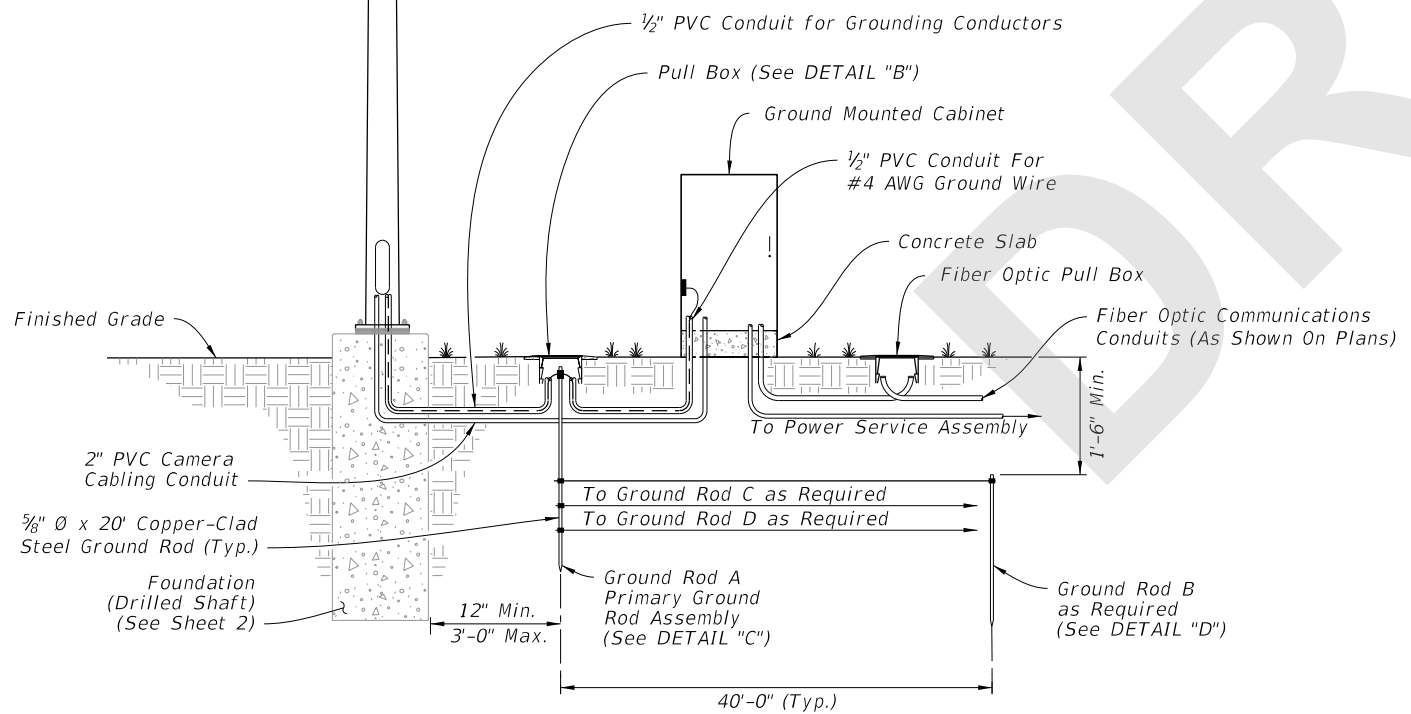 ½" PVC Conduit for Grounding Conductors
Pull Box (See DETAIL "B")
Ground Mounted Cabinet
½" PVC Conduit For
#4 AWG Ground Wire
Concrete Slab
Fiber Optic Pull Box
Finished Grade
Fiber Optic Communications
Conduits (As Shown On Plans)
1'-6" Min.
To Power Service Assembly
2" PVC Camera
Cabling Conduit
To Ground Rod C as Required
To Ground Rod D as Required
⅝" Ø x 20' Copper-Clad
Steel Ground Rod (Typ.)
Foundation
(Drilled Shaft)
(See Sheet 2)
12" Min.
3'-0" Max.
Ground Rod A
Primary Ground
Rod Assembly
(See DETAIL "C")
Ground Rod B
as Required
(See DETAIL "D")
40'-0" (Typ.)
DR